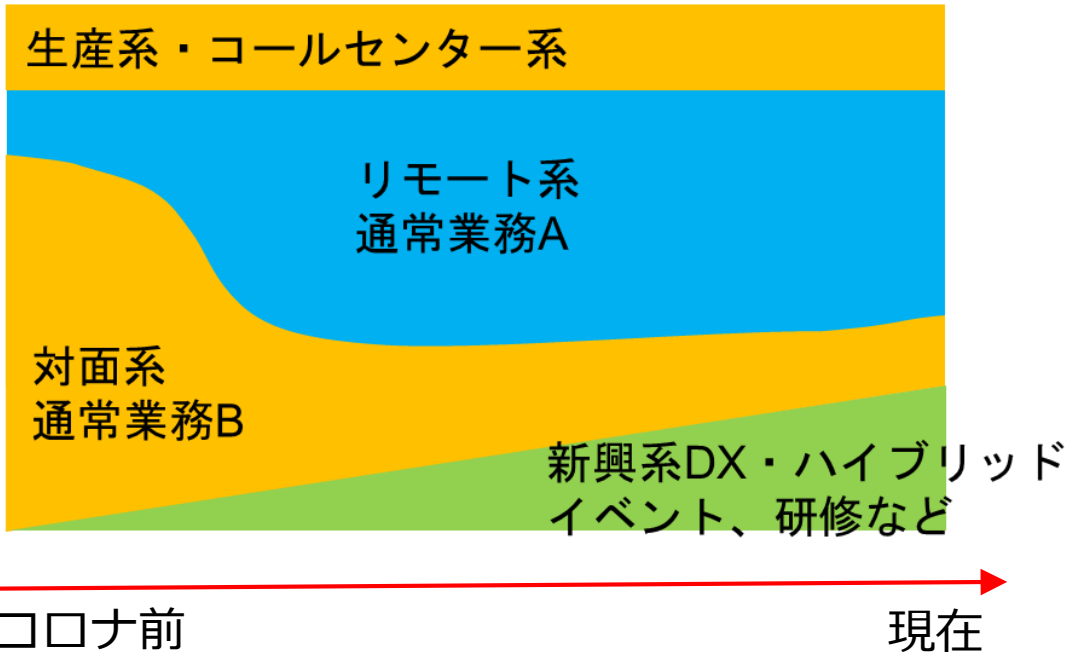 生産系・コールセンター系
リモート系
通常業務A
対面系
通常業務B
新興系DX・ハイブリッド
イベント、研修など
コロナ前
現在